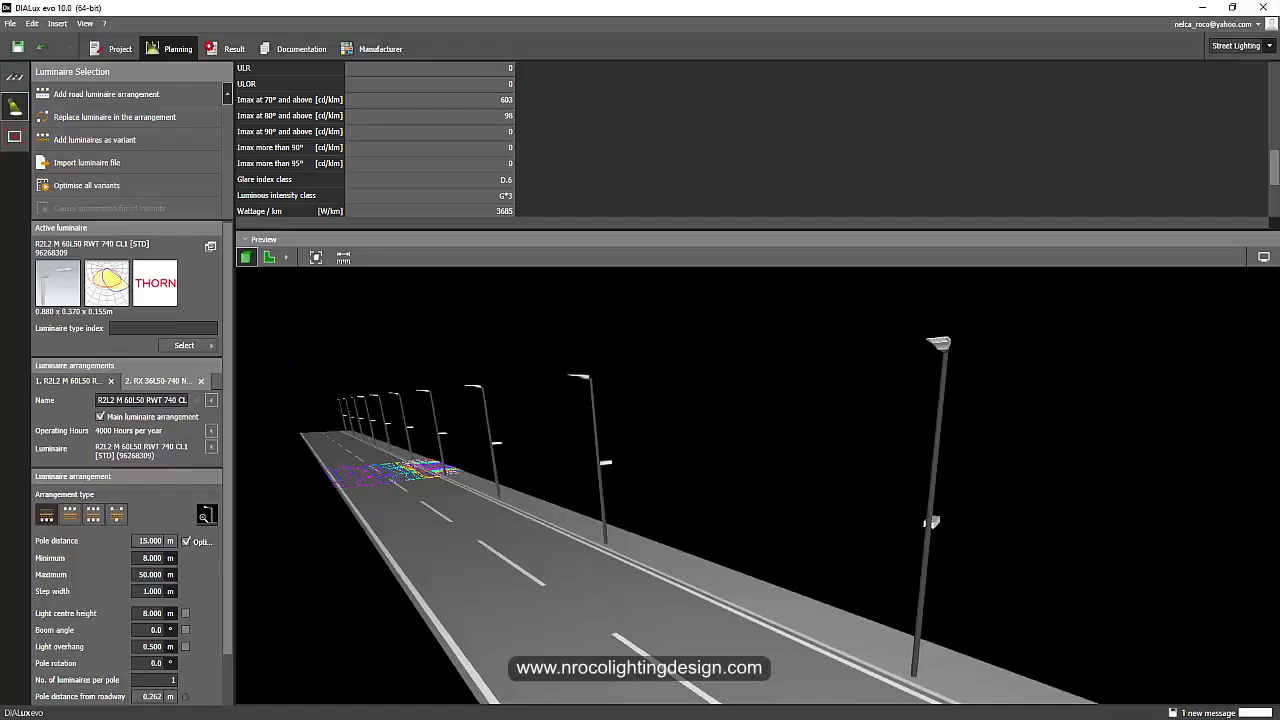 DIALux evo 10.0 (64-bit)
File Edit Insert View ?
nelca_roco@yahoo.com
Project Planning Result Documentation Manufacturer
Street Lighting
Luminaire Selection
Add road luminaire arrangement
Replace luminaire in the arrangement
Add luminaires as variant
Import luminaire file
Optimise all variants
Cancel optimisation for all variants
Active luminaire
R2L2 M 60L50 RWT 740 CL1 [STD]
96268309
THORN
0.880 x 0.370 x 0.155m
Luminaire type index
Select
Luminaire arrangements
1. R2L2 M 60L50 R... 2. RX 36L50-740 N...
Name R2L2 M 60L50 RWT 740 CL
Main luminaire arrangement
Operating Hours 4000 Hours per year
Luminaire R2L2 M 60L50 RWT 740 CL1
[STD] (96268309)
Luminaire arrangement
Arrangement type
Pole distance 15.000 m Opti...
Minimum 8.000 m
Maximum 50.000 m
Step width 1.000 m
Light centre height 8.000 m
Boom angle 0.0 °
Light overhang 0.500 m
Pole rotation 0.0 °
No. of luminaires per pole 1
Pole distance from roadway 0.262 m
ULR 0
ULOR 0
Imax at 70° and above [cd/klm] 603
Imax at 80° and above [cd/klm] 98
Imax at 90° and above [cd/klm] 0
Imax more than 90° [cd/klm] 0
Imax more than 95° [cd/klm] 0
Glare index class D.6
Luminous intensity class G*3
Wattage / km [W/km] 3685
Preview
www.nrocolightingdesign.com
DIALux evo
1 new message